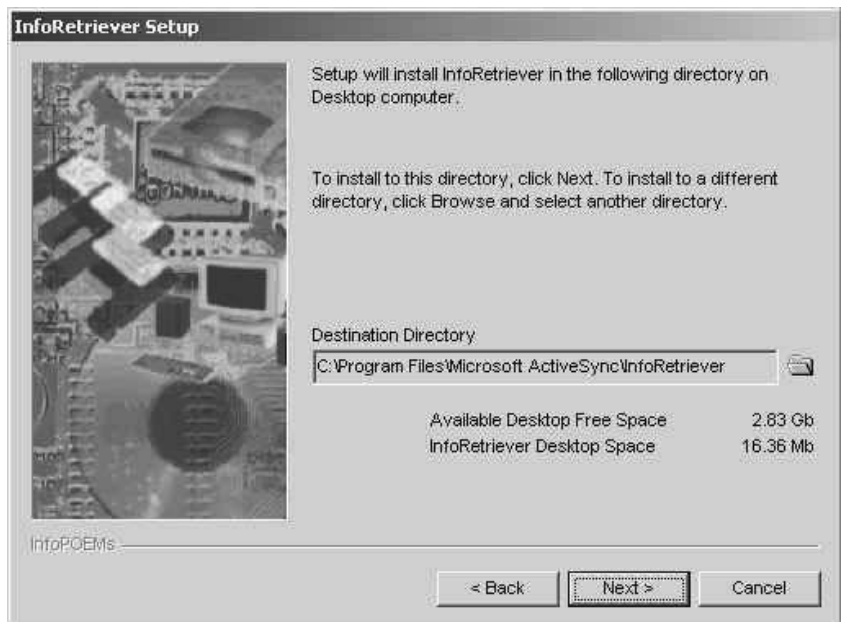 InfoRetriever Setup
Setup will install InfoRetriever in the following directory on
Desktop computer.
To install to this directory, click Next. To install to a different
directory, click Browse and select another directory.
Destination Directory
C:\Program Files\Microsoft ActiveSync\InfoRetriever
Available Desktop Free Space 2.83 Gb
InfoRetriever Desktop Space 16.36 Mb
InfoPOEMs
< Back Next > Cancel